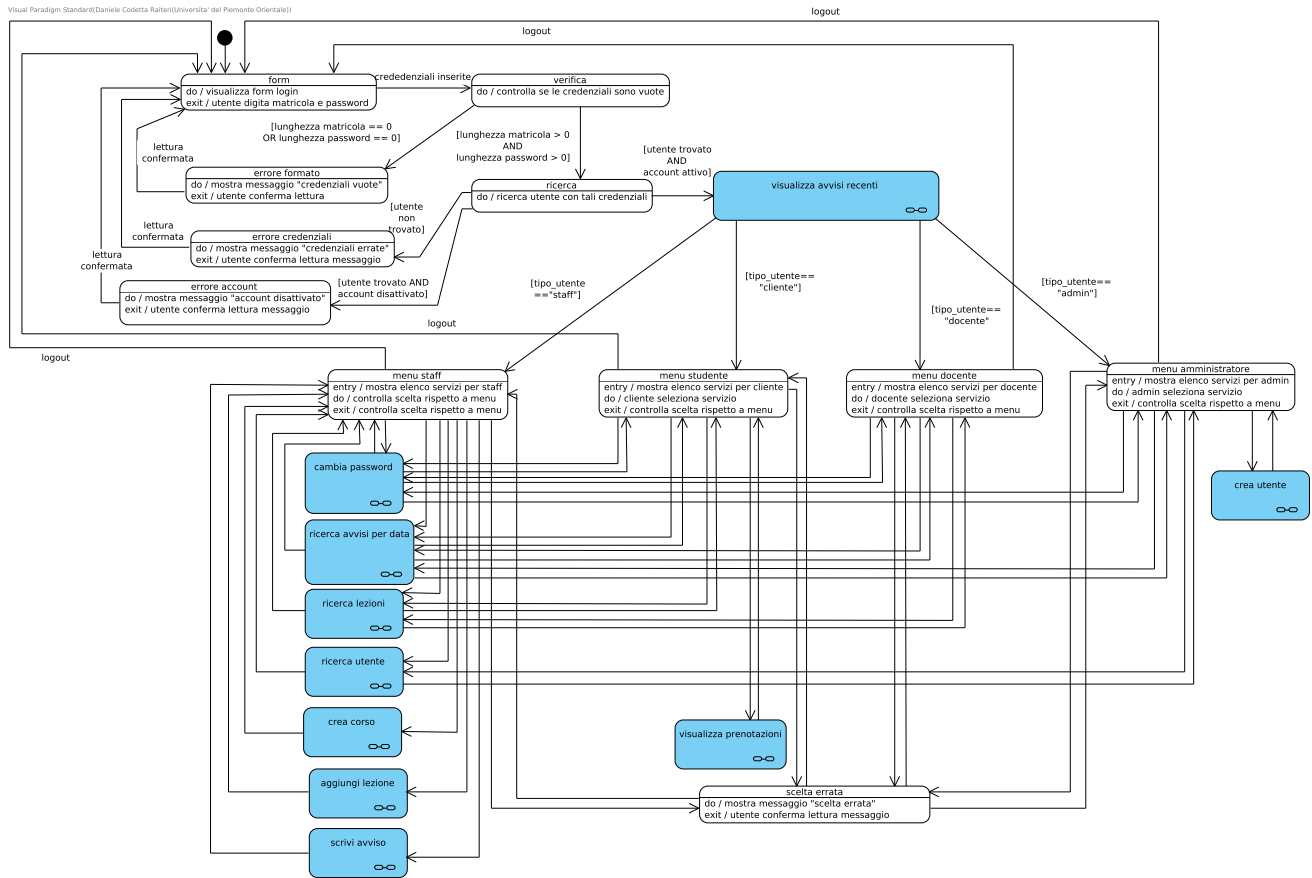 Visual Paradigm Standard(Daniele Codetta Raiteri(Universita' del Piemonte Orientale))
logout
logout
form
do / visualizza form login
exit / utente digita matricola e password
crededenziali inserite
verifica
do / controlla se le credenziali sono vuote
[lunghezza matricola == 0
OR lunghezza password == 0]
[lunghezza matricola > 0
AND
lunghezza password > 0]
lettura
confermata
[utente trovato
AND
account attivo]
errore formato
do / mostra messaggio "credenziali vuote"
exit / utente conferma lettura
ricerca
do / ricerca utente con tali credenziali
visualizza avvisi recenti
[utente
non
trovato]
lettura
confermata
errore credenziali
do / mostra messaggio "credenziali errate"
exit / utente conferma lettura messaggio
lettura
confermata
errore account
do / mostra messaggio "account disattivato"
exit / utente conferma lettura messaggio
[utente trovato AND
account disattivato]
[tipo_utente
=="staff"]
[tipo_utente==
"cliente"]
[tipo_utente==
"docente"
[tipo_utente==
"admin"]
logout
logout
menu staff
entry / mostra elenco servizi per staff
do / controlla scelta rispetto a menu
exit / controlla scelta rispetto a menu
menu studente
entry / mostra elenco servizi per cliente
do / cliente seleziona servizio
exit / controlla scelta rispetto a menu
menu docente
entry / mostra elenco servizi per docente
do / docente seleziona servizio
exit / controlla scelta rispetto a menu
menu amministratore
entry / mostra elenco servizi per admin
do / admin seleziona servizio
exit / controlla scelta rispetto a menu
cambia password
crea utente
ricerca avvisi per data
ricerca lezioni
ricerca utente
crea corso
visualizza prenotazioni
aggiungi lezione
scelta errata
do / mostra messaggio "scelta errata"
exit / utente conferma lettura messaggio
scrivi avviso